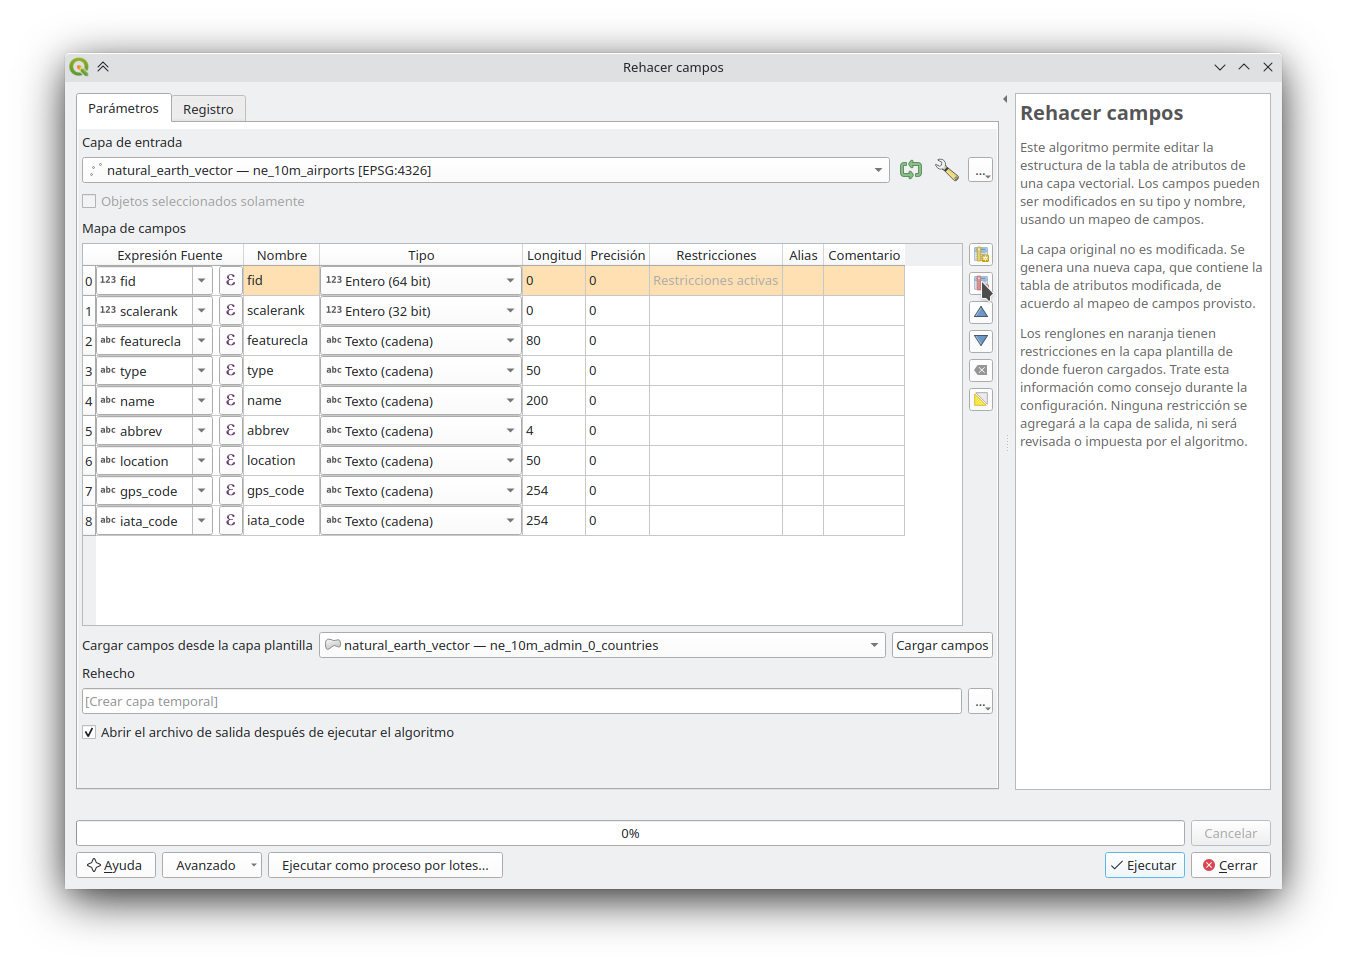 Rehacer campos
Parámetros
Registro
Capa de entrada
natural_earth_vector — ne_10m_airports [EPSG:4326]
...
Objetos seleccionados solamente
Mapa de campos
Expresión Fuente Nombre Tipo Longitud Precisión Restricciones Alias Comentario
0 123 fid ε fid 123 Entero (64 bit) 0 0 Restricciones activas
1 123 scalerank ε scalerank 123 Entero (32 bit) 0 0
2 abc featurecla ε featurecla abc Texto (cadena) 80 0
3 abc type ε type abc Texto (cadena) 50 0
4 abc name ε name abc Texto (cadena) 200 0
5 abc abbrev ε abbrev abc Texto (cadena) 4 0
6 abc location ε location abc Texto (cadena) 50 0
7 abc gps_code ε gps_code abc Texto (cadena) 254 0
8 abc iata_code ε iata_code abc Texto (cadena) 254 0
Cargar campos desde la capa plantilla natural_earth_vector — ne_10m_admin_0_countries Cargar campos
Rehecho
[Crear capa temporal]
...
Abrir el archivo de salida después de ejecutar el algoritmo
Rehacer campos
Este algoritmo permite editar la
estructura de la tabla de atributos de
una capa vectorial. Los campos pueden
ser modificados en su tipo y nombre,
usando un mapeo de campos.
La capa original no es modificada. Se
genera una nueva capa, que contiene la
tabla de atributos modificada, de
acuerdo al mapeo de campos provisto.
Los renglones en naranja tienen
restricciones en la capa plantilla de
donde fueron cargados. Trate esta
información como consejo durante la
configuración. Ninguna restricción se
agregará a la capa de salida, ni será
revisada o impuesta por el algoritmo.
0%
Cancelar
Ayuda
Avanzado
Ejecutar como proceso por lotes...
Ejecutar
Cerrar